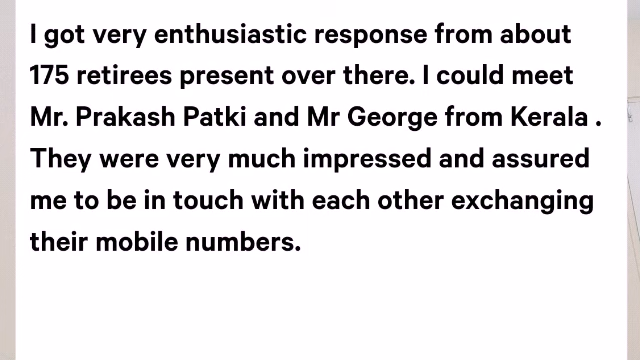 I got very enthusiastic response from about
175 retirees present over there. I could meet
Mr. Prakash Patki and Mr George from Kerala .
They were very much impressed and assured
me to be in touch with each other exchanging
their mobile numbers.